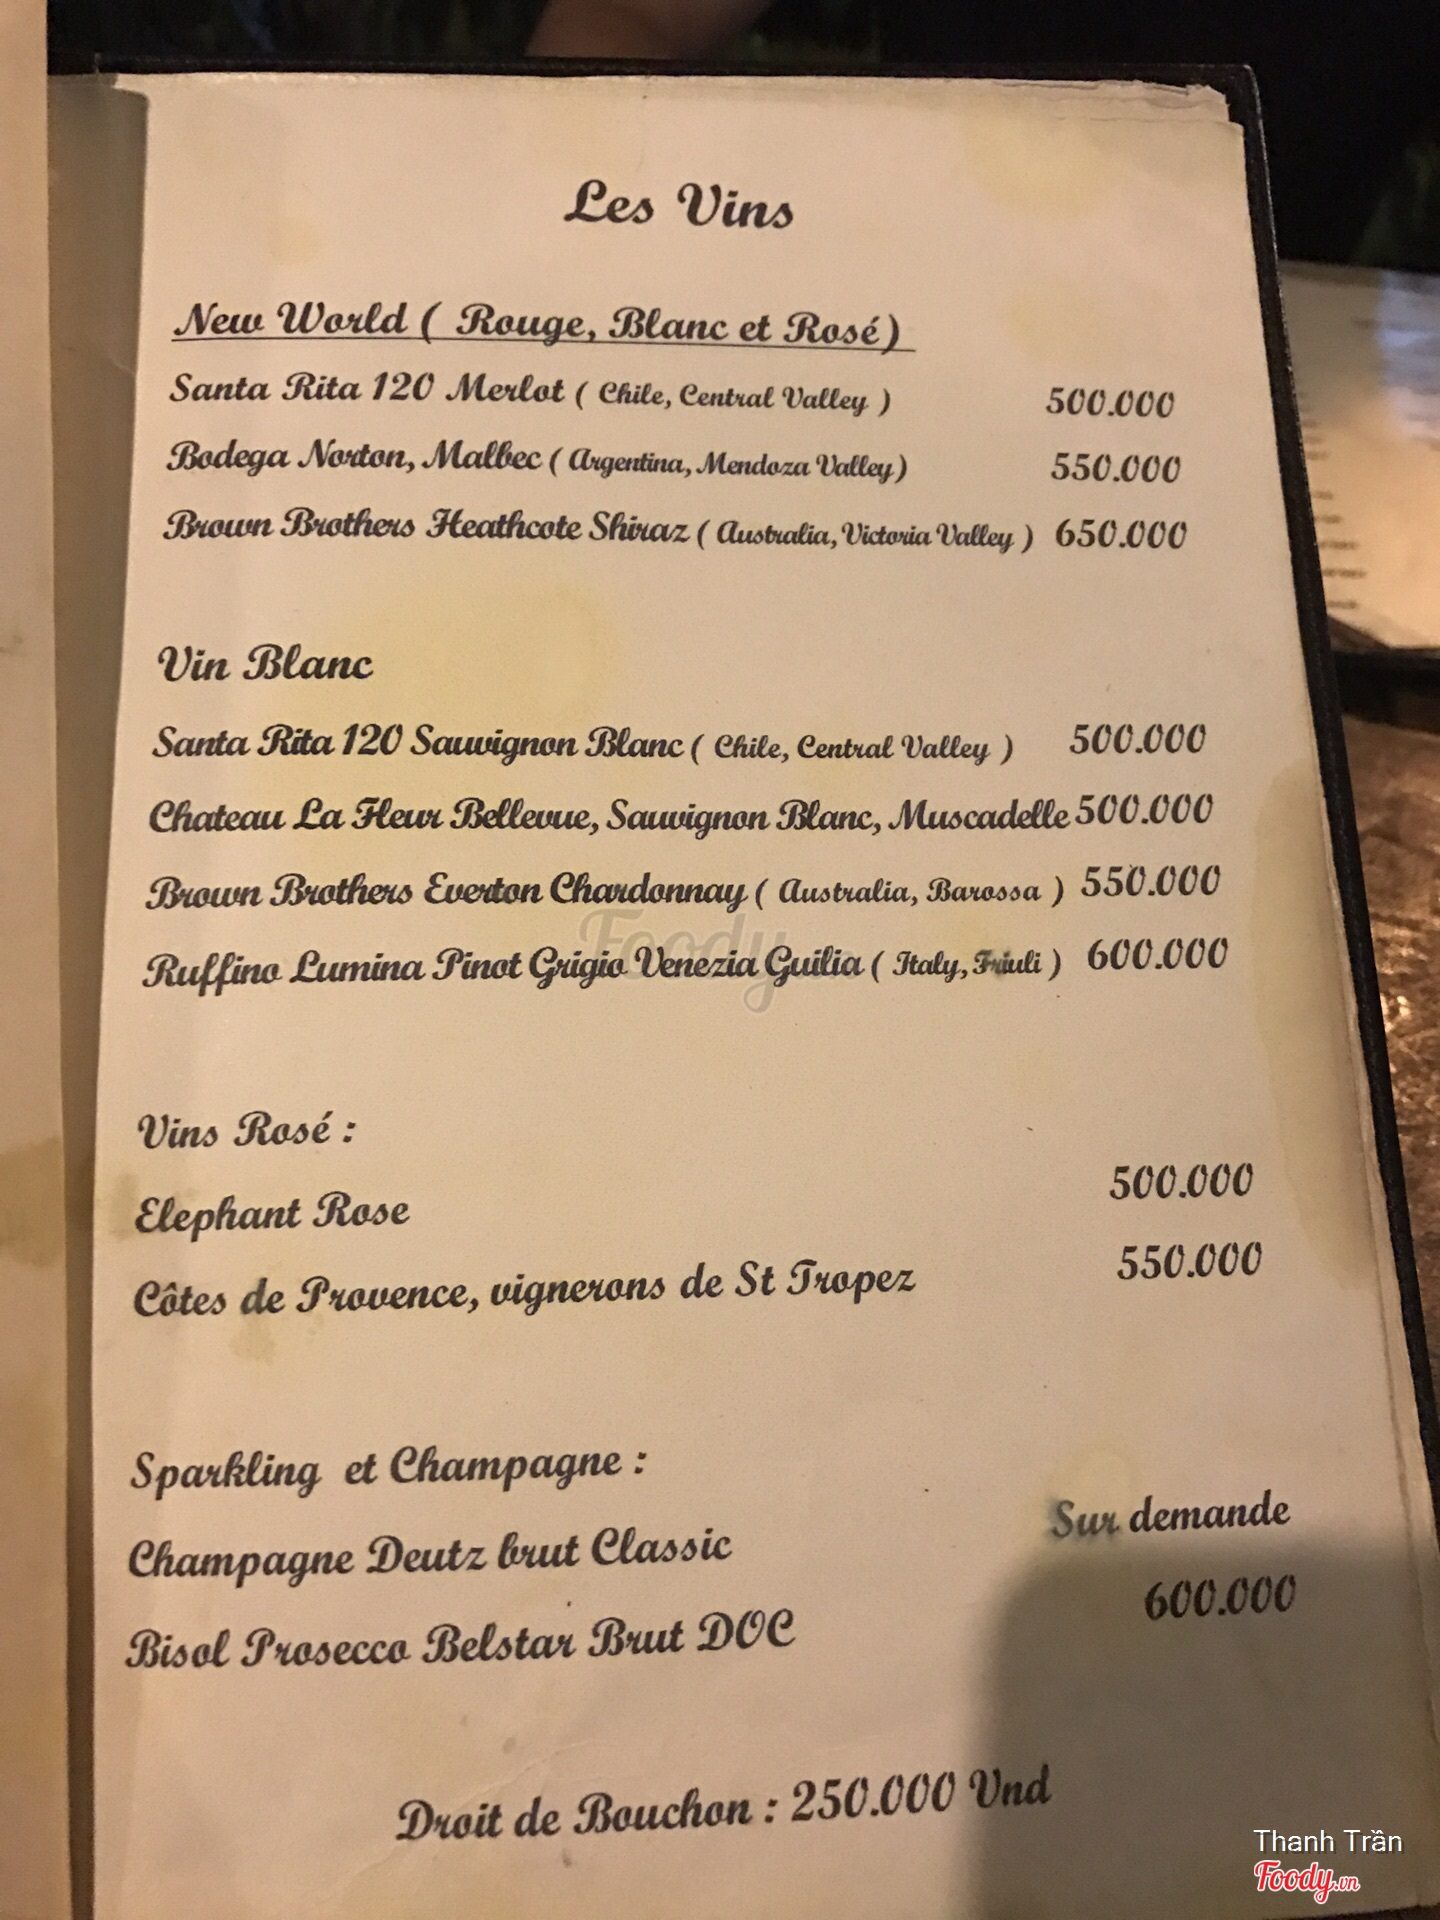 Les Vins
New World ( Rouge, Blanc et Rosé)
Santa Rita 120 Merlot ( Chile, Central Valley ) 500.000
Bodega Norton, Malbec ( Argentina, Mendoza Valley) 550.000
Brown Brothers Heathcote Shiraz ( Australia, Victoria Valley ) 650.000
Vin Blanc
Santa Rita 120 Sauvignon Blanc ( Chile, Central Valley ) 500.000
Chateau La Fleur Bellevue, Sauvignon Blanc, Muscadelle 500.000
Brown Brothers Everton Chardonnay ( Australia, Barossa ) 550.000
Foody
Ruffino Lumina Pinot Grigio Venezia Guilia ( Italy, Friuli ) 600.000
Vins Rosé :
Elephant Rose 500.000
Côtes de Provence, vignerons de St Tropez 550.000
Sparkling et Champagne :
Champagne Deutz brut Classic Sur demande
Bisol Prosecco Belstar Brut DOC 600.000
Droit de Bouchon : 250.000 Vnd
Thanh Trần
Foody.vn